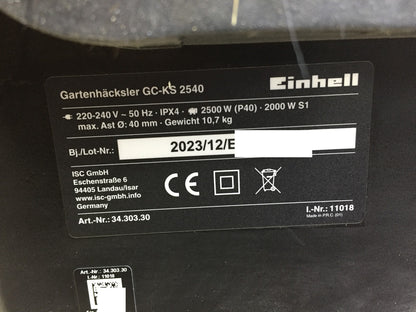 Gartenhäcksler GC-KS 2540
Einhell
220-240 V ~ 50 Hz · IPX4 · 2500 W (P40) · 2000 W S1
max. Ast Ø: 40 mm · Gewicht 10,7 kg
Bj./Lot-Nr.: 2023/12/E
ISC GmbH
Eschenstraße 6
94405 Landau/Isar
www.isc-gmbh.info
Germany
CE
Art.-Nr.: 34.303.30
I.-Nr.: 11018
Made in P.R.C. (01)
Art.-Nr.: 34.303.30
I.-Nr.: 11018